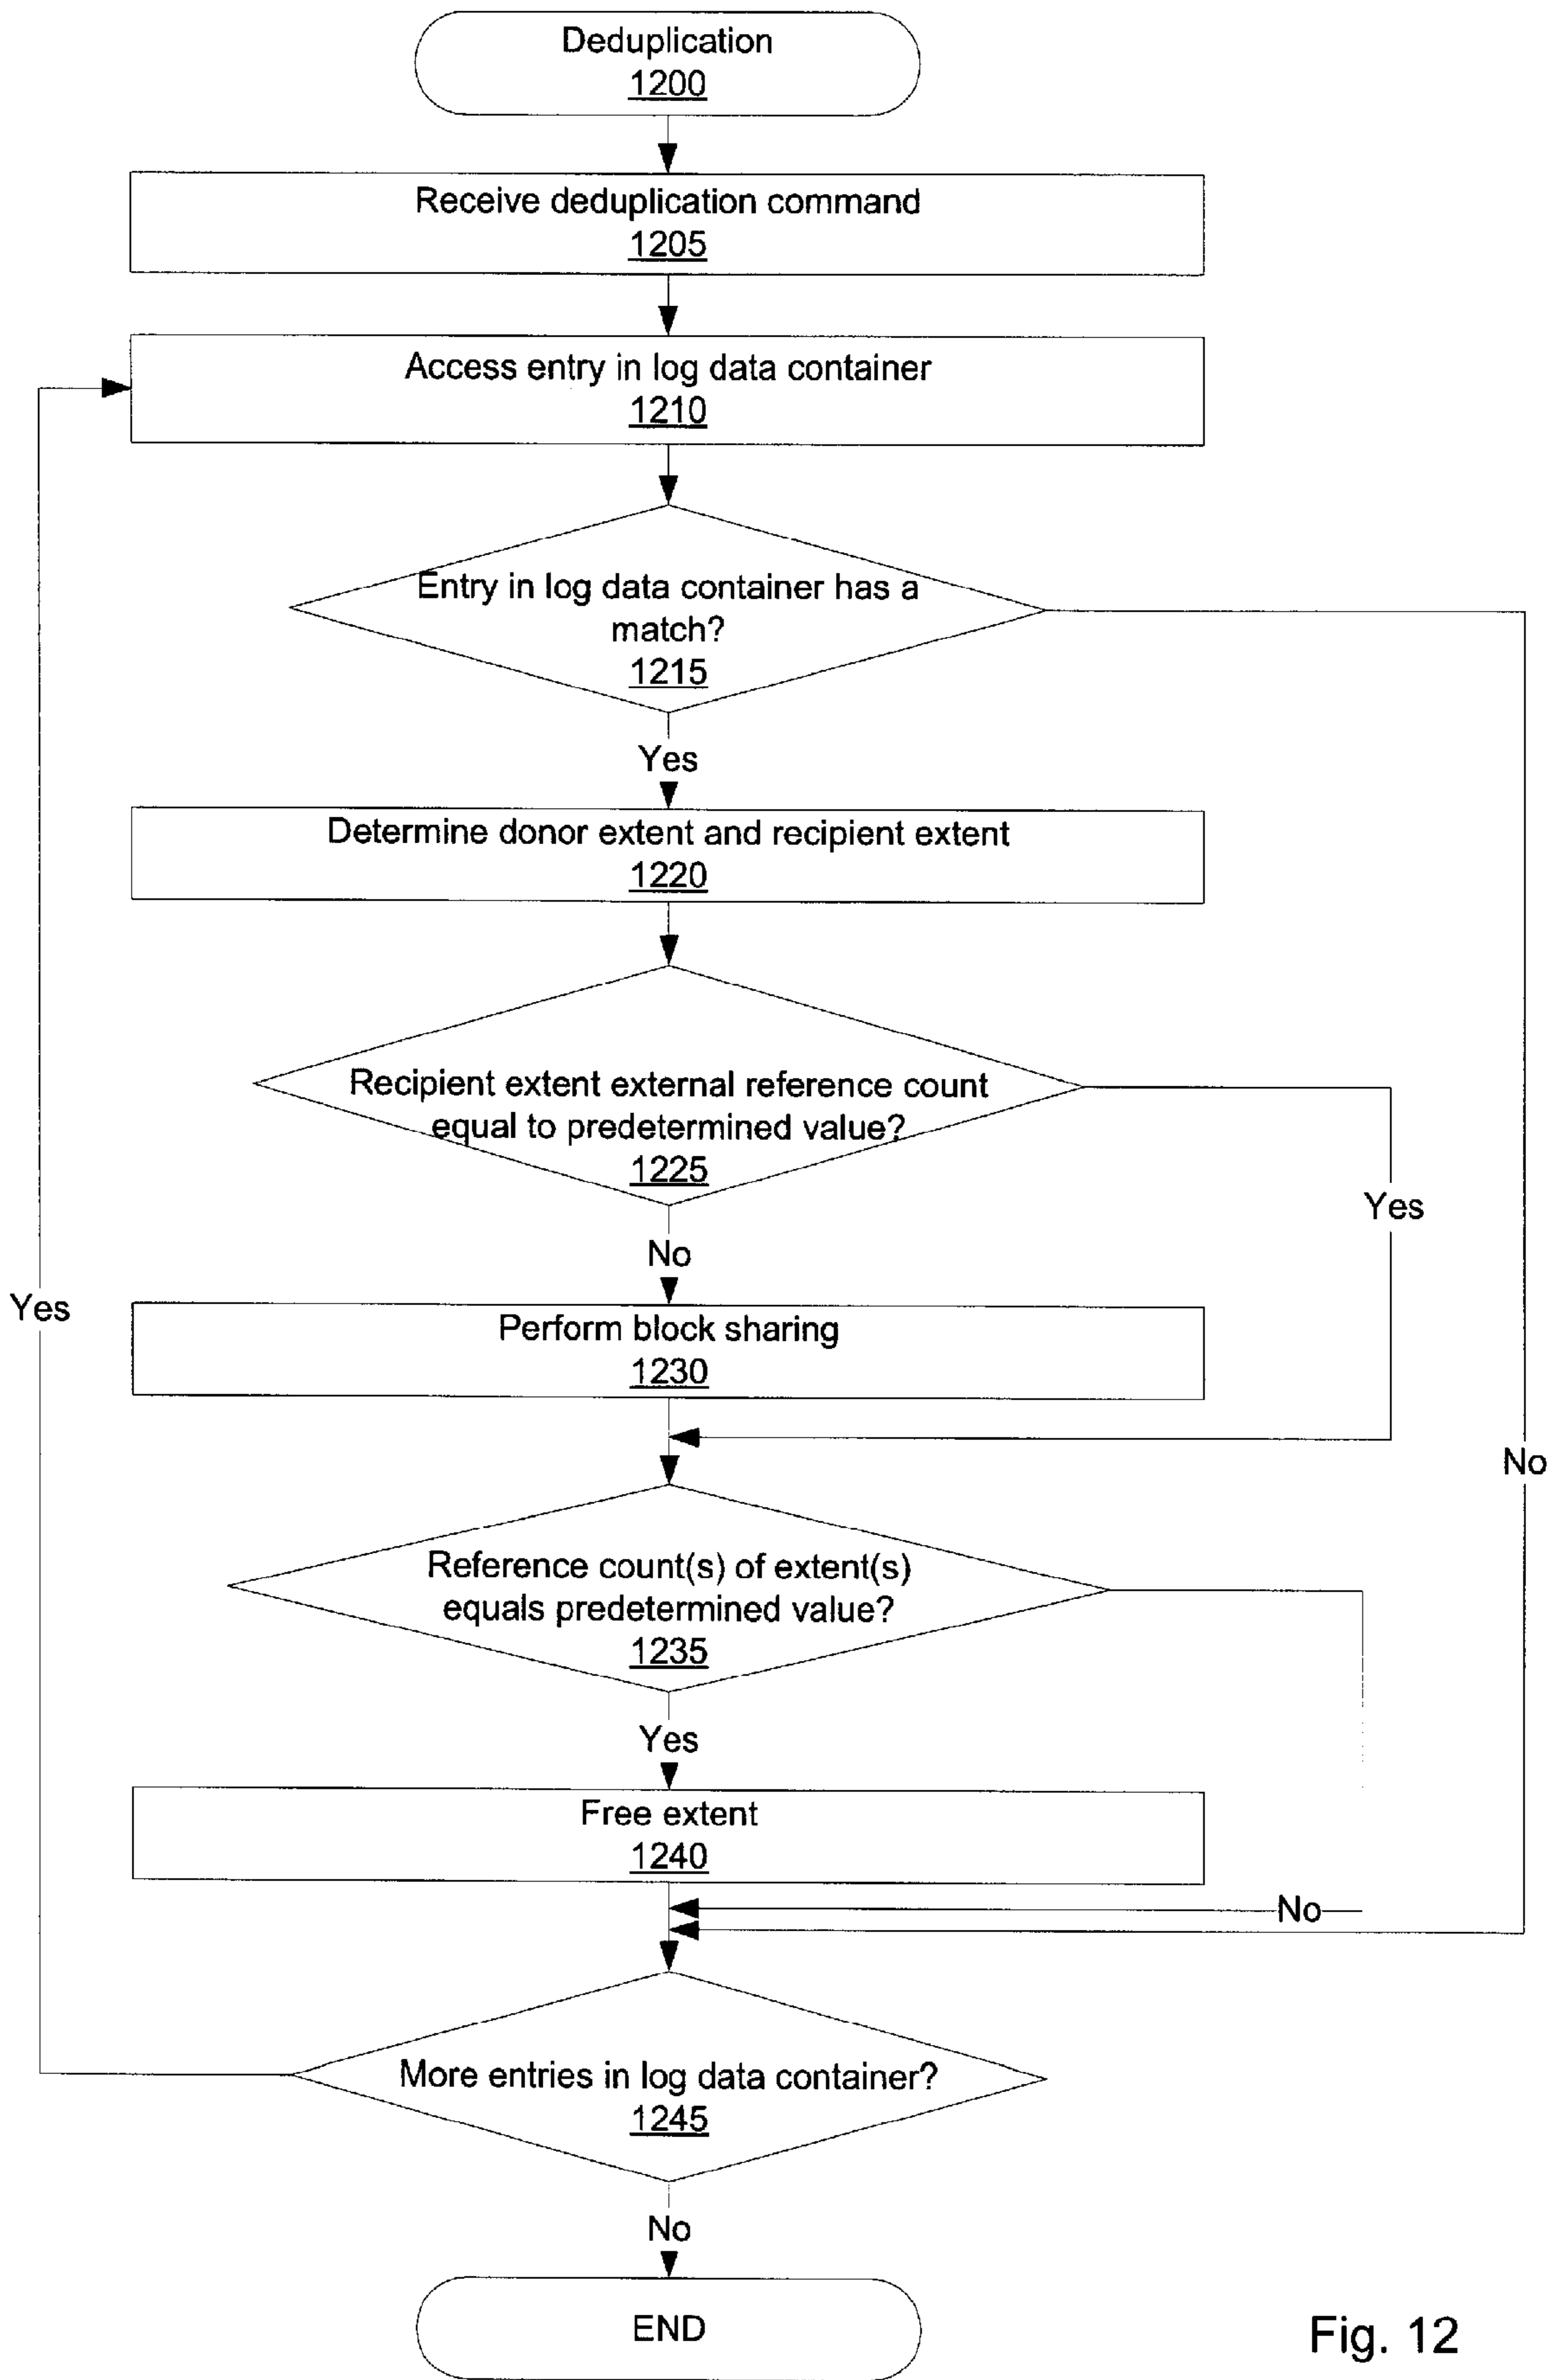 Deduplication
1200
Receive deduplication command
1205
Access entry in log data container
1210
Entry in log data container has a
match?
1215
Yes
Determine donor extent and recipient extent
1220
Recipient extent external reference count
equal to predetermined value?
1225
Yes
No
Yes
Perform block sharing
1230
No
Reference count(s) of extent(s)
equals predetermined value?
1235
Yes
Free extent
1240
No
More entries in log data container?
1245
No
END
Fig. 12